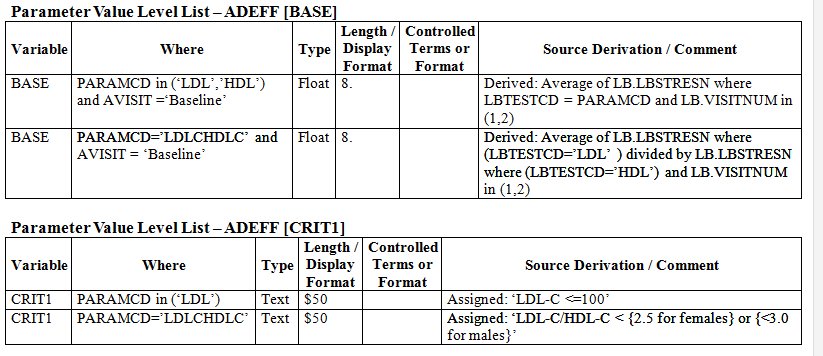 Parameter Value Level List – ADEFF [BASE]
Variable Where Type Length / Display Format Controlled Terms or Format Source Derivation / Comment
BASE PARAMCD in (‘LDL’,’HDL’) Float 8. Derived: Average of LB.LBSTRESN where
and AVISIT =‘Baseline’ LBTESTCD = PARAMCD and LB.VISITNUM in
(1,2)
BASE PARAMCD=’LDLCHDLC’ and Float 8. Derived: Average of LB.LBSTRESN where
AVISIT = ‘Baseline’ (LBTESTCD=’LDL’ ) divided by LB.LBSTRESN
where (LBTESTCD=’HDL’) and LB.VISITNUM
in (1,2)
Parameter Value Level List – ADEFF [CRIT1]
Variable Where Type Length / Display Format Controlled Terms or Format Source Derivation / Comment
CRIT1 PARAMCD in (‘LDL’) Text $50 Assigned: ‘LDL-C <=100’
CRIT1 PARAMCD=’LDLCHDLC’ Text $50 Assigned: ‘LDL-C/HDL-C < {2.5 for females} or {<3.0
for males}’